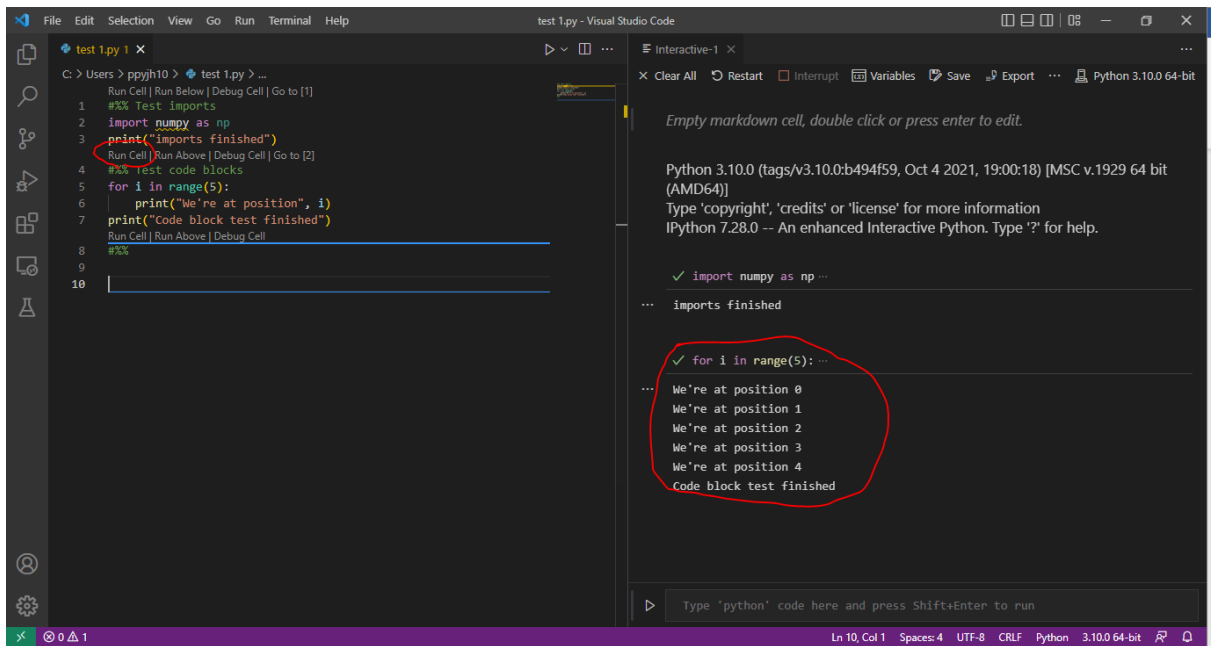 File Edit Selection View Go Run Terminal Help
test 1.py - Visual Studio Code
test 1.py 1
C: > Users > ppyjh10 > test 1.py > ...
Run Cell | Run Below | Debug Cell | Go to [1]
1 #%% Test imports
2 import numpy as np
3 print("imports finished")
Run Cell | Run Above | Debug Cell | Go to [2]
4 #%% Test code blocks
5 for i in range(5):
6 print("We're at position", i)
7 print("Code block test finished")
Run Cell | Run Above | Debug Cell
8 #%%
9
10
Interactive-1
Clear All Restart Interrupt Variables Save Export ... Python 3.10.0 64-bit
Empty markdown cell, double click or press enter to edit.
Python 3.10.0 (tags/v3.10.0:b494f59, Oct 4 2021, 19:00:18) [MSC v.1929 64 bit
(AMD64)]
Type 'copyright', 'credits' or 'license' for more information
IPython 7.28.0 -- An enhanced Interactive Python. Type '?' for help.
import numpy as np ...
imports finished
for i in range(5): ...
We're at position 0
We're at position 1
We're at position 2
We're at position 3
We're at position 4
Code block test finished
Type 'python' code here and press Shift+Enter to run
0 1
Ln 10, Col 1 Spaces: 4 UTF-8 CRLF Python 3.10.0 64-bit